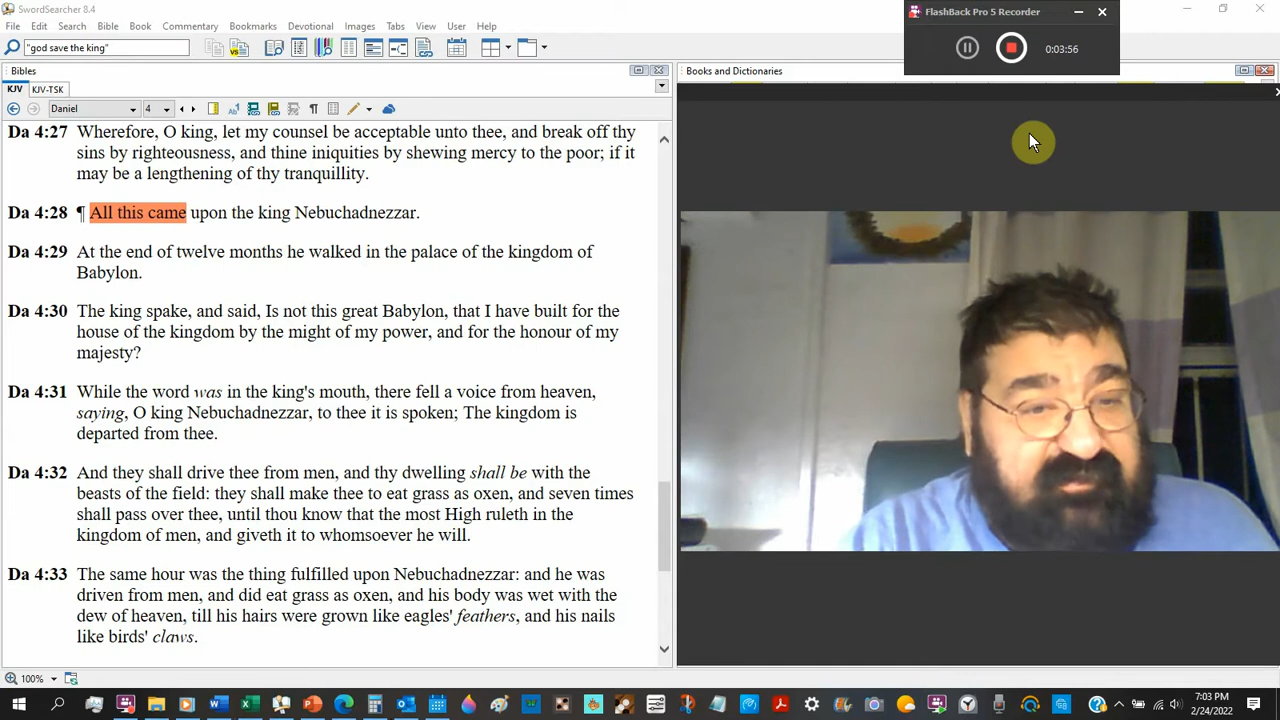 SwordSearcher 8.4
File Edit Search Bible Book Commentary Bookmarks Devotional Images Tabs View User Help
"god save the king"
FlashBack Pro 5 Recorder
0:03:56
Bibles
Books and Dictionaries
KJV KJV-TSK
Daniel 4
Da 4:27 Wherefore, O king, let my counsel be acceptable unto thee, and break off thy
sins by righteousness, and thine iniquities by shewing mercy to the poor; if it
may be a lengthening of thy tranquillity.
Da 4:28 ¶ All this came upon the king Nebuchadnezzar.
Da 4:29 At the end of twelve months he walked in the palace of the kingdom of
Babylon.
Da 4:30 The king spake, and said, Is not this great Babylon, that I have built for the
house of the kingdom by the might of my power, and for the honour of my
majesty?
Da 4:31 While the word was in the king's mouth, there fell a voice from heaven,
saying, O king Nebuchadnezzar, to thee it is spoken; The kingdom is
departed from thee.
Da 4:32 And they shall drive thee from men, and thy dwelling shall be with the
beasts of the field: they shall make thee to eat grass as oxen, and seven times
shall pass over thee, until thou know that the most High ruleth in the
kingdom of men, and giveth it to whomsoever he will.
Da 4:33 The same hour was the thing fulfilled upon Nebuchadnezzar: and he was
driven from men, and did eat grass as oxen, and his body was wet with the
dew of heaven, till his hairs were grown like eagles' feathers, and his nails
like birds' claws.
100%
7:03 PM
2/24/2022